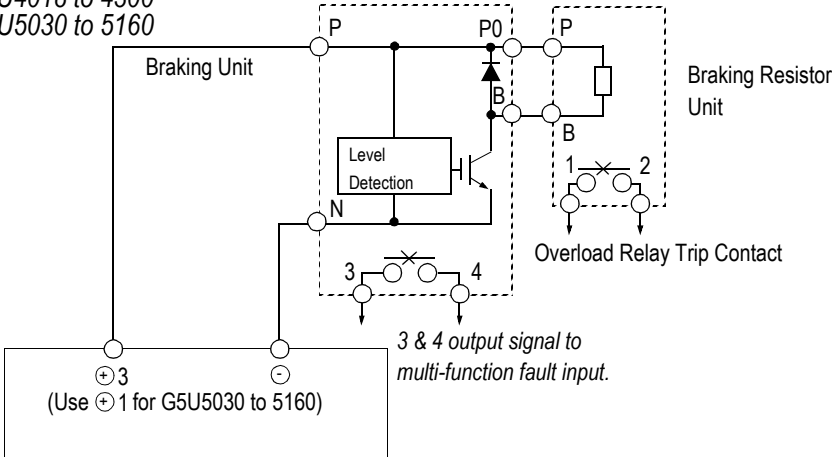 to 4300
U5030 to 5160
P
P0
P
Braking Unit
B
Braking Resistor
Unit
B
Level
Detection
1
2
N
Overload Relay Trip Contact
3
4
3 & 4 output signal to
multi-function fault input.
+ 3
-
(Use + 1 for G5U5030 to 5160)